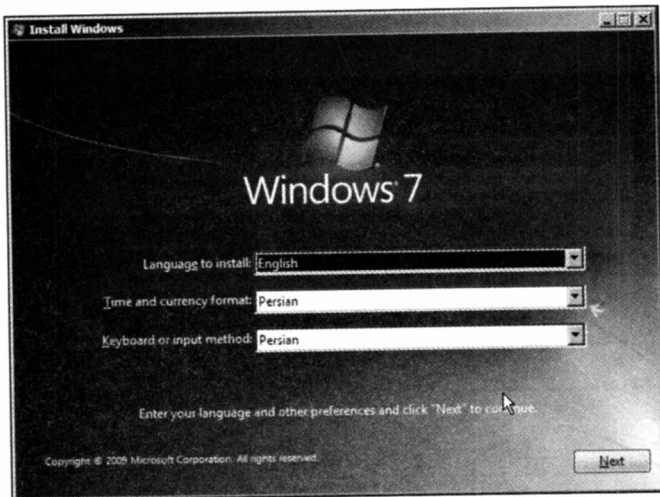 Install Windows
Windows 7
Language to install: English
Time and currency format: Persian
Keyboard or input method: Persian
Enter your language and other preferences and click "Next" to continue.
Copyright © 2009 Microsoft Corporation. All rights reserved.
Next